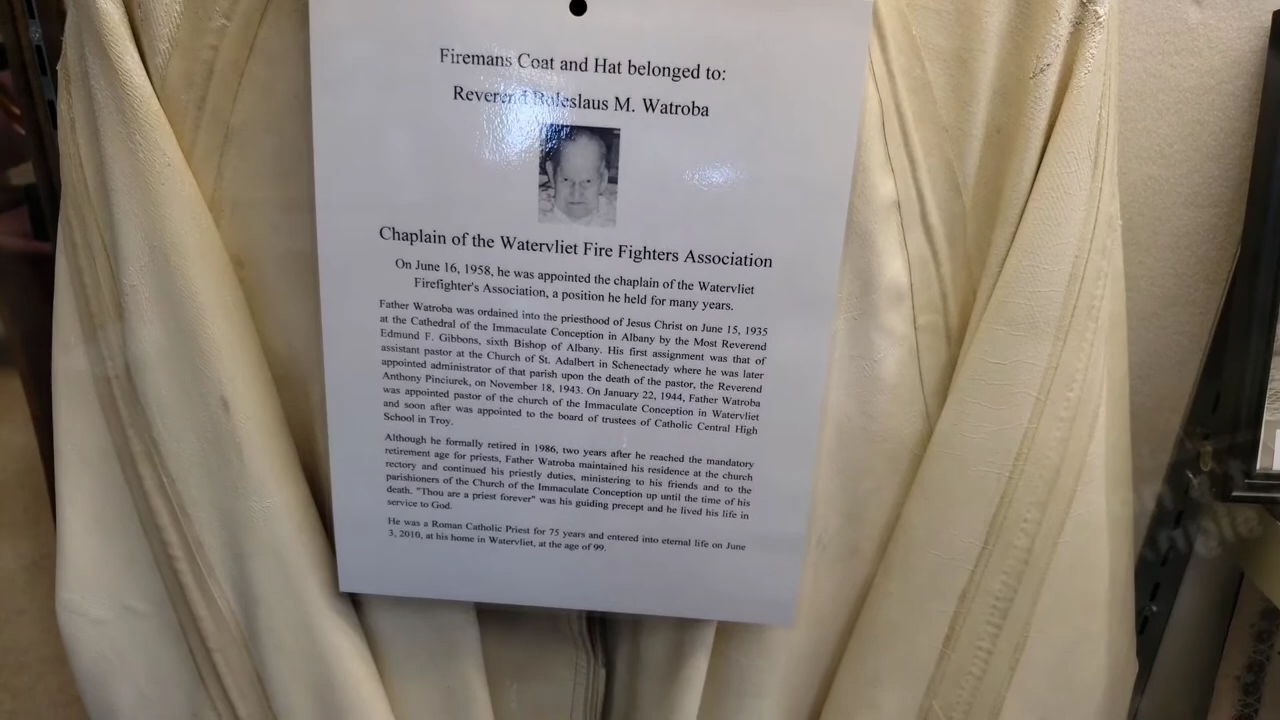 Firemans Coat and Hat belonged to:
Reverend Boleslaus M. Watroba
Chaplain of the Watervliet Fire Fighters Association
On June 16, 1958, he was appointed the chaplain of the Watervliet
Firefighter's Association, a position he held for many years.
Father Watroba was ordained into the priesthood of Jesus Christ on June 15, 1935
at the Cathedral of the Immaculate Conception in Albany by the Most Reverend
Edmund F. Gibbons, sixth Bishop of Albany. His first assignment was that of
assistant pastor at the Church of St. Adalbert in Schenectady where he was later
appointed administrator of that parish upon the death of the pastor, the Reverend
Anthony Pinciurek, on November 18, 1943. On January 22, 1944, Father Watroba
was appointed pastor of the church of the Immaculate Conception in Watervliet
and soon after was appointed to the board of trustees of Catholic Central High
School in Troy.
Although he formally retired in 1986, two years after he reached the mandatory
retirement age for priests, Father Watroba maintained his residence at the church
rectory and continued his priestly duties, ministering to his friends and to the
parishioners of the Church of the Immaculate Conception up until the time of his
death. "Thou are a priest forever" was his guiding precept and he lived his life in
service to God.
He was a Roman Catholic Priest for 75 years and entered into eternal life on June
3, 2010, at his home in Watervliet, at the age of 99.